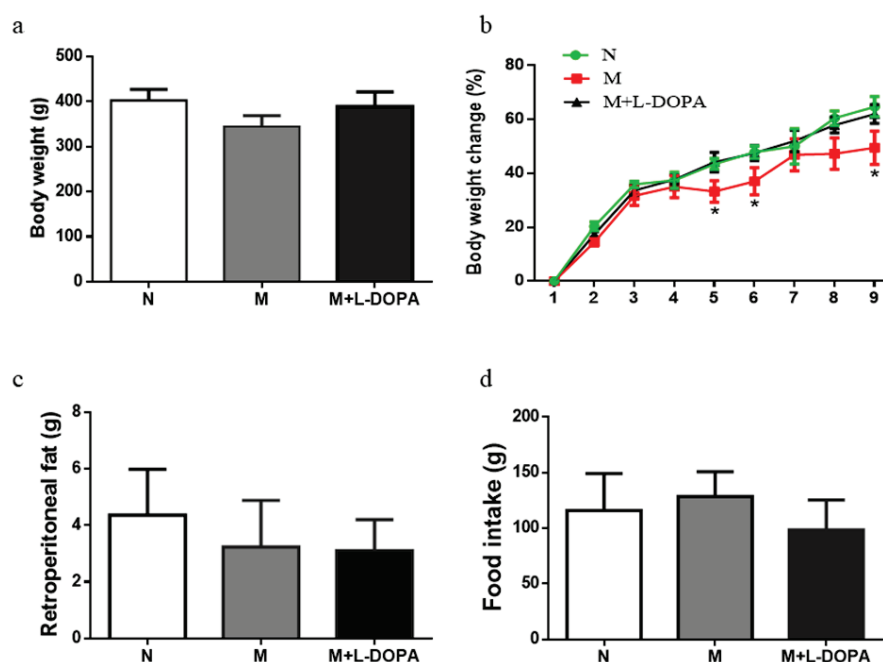 a
500
400
300
200
100
0
Body weight (g)
N M M+L-DOPA
b
N
M
M+L-DOPA
80
60
40
20
0
Body weight change (%)
* * *
1 2 3 4 5 6 7 8 9
c
8
6
4
2
0
Retroperitoneal fat (g)
N M M+L-DOPA
d
200
150
100
50
0
Food intake (g)
N M M+L-DOPA